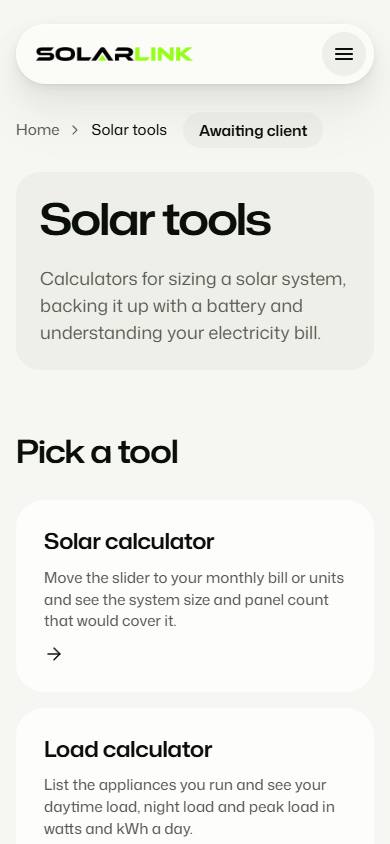 SOLARLINK
Home > Solar tools
Awaiting client
Solar tools
Calculators for sizing a solar system,
backing it up with a battery and
understanding your electricity bill.
Pick a tool
Solar calculator
Move the slider to your monthly bill or units
and see the system size and panel count
that would cover it.
Load calculator
List the appliances you run and see your
daytime load, night load and peak load in
watts and kWh a day.